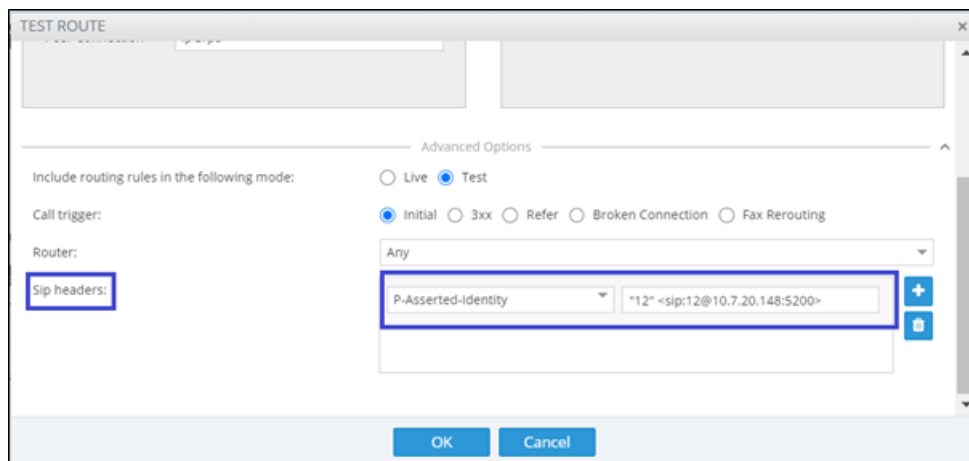 TEST ROUTE
Advanced Options
Include routing rules in the following mode: Live Test
Call trigger: Initial 3xx Refer Broken Connection Fax Rerouting
Router: Any
Sip headers: P-Asserted-Identity "12" <sip:12@10.7.20.148:5200>
OK Cancel